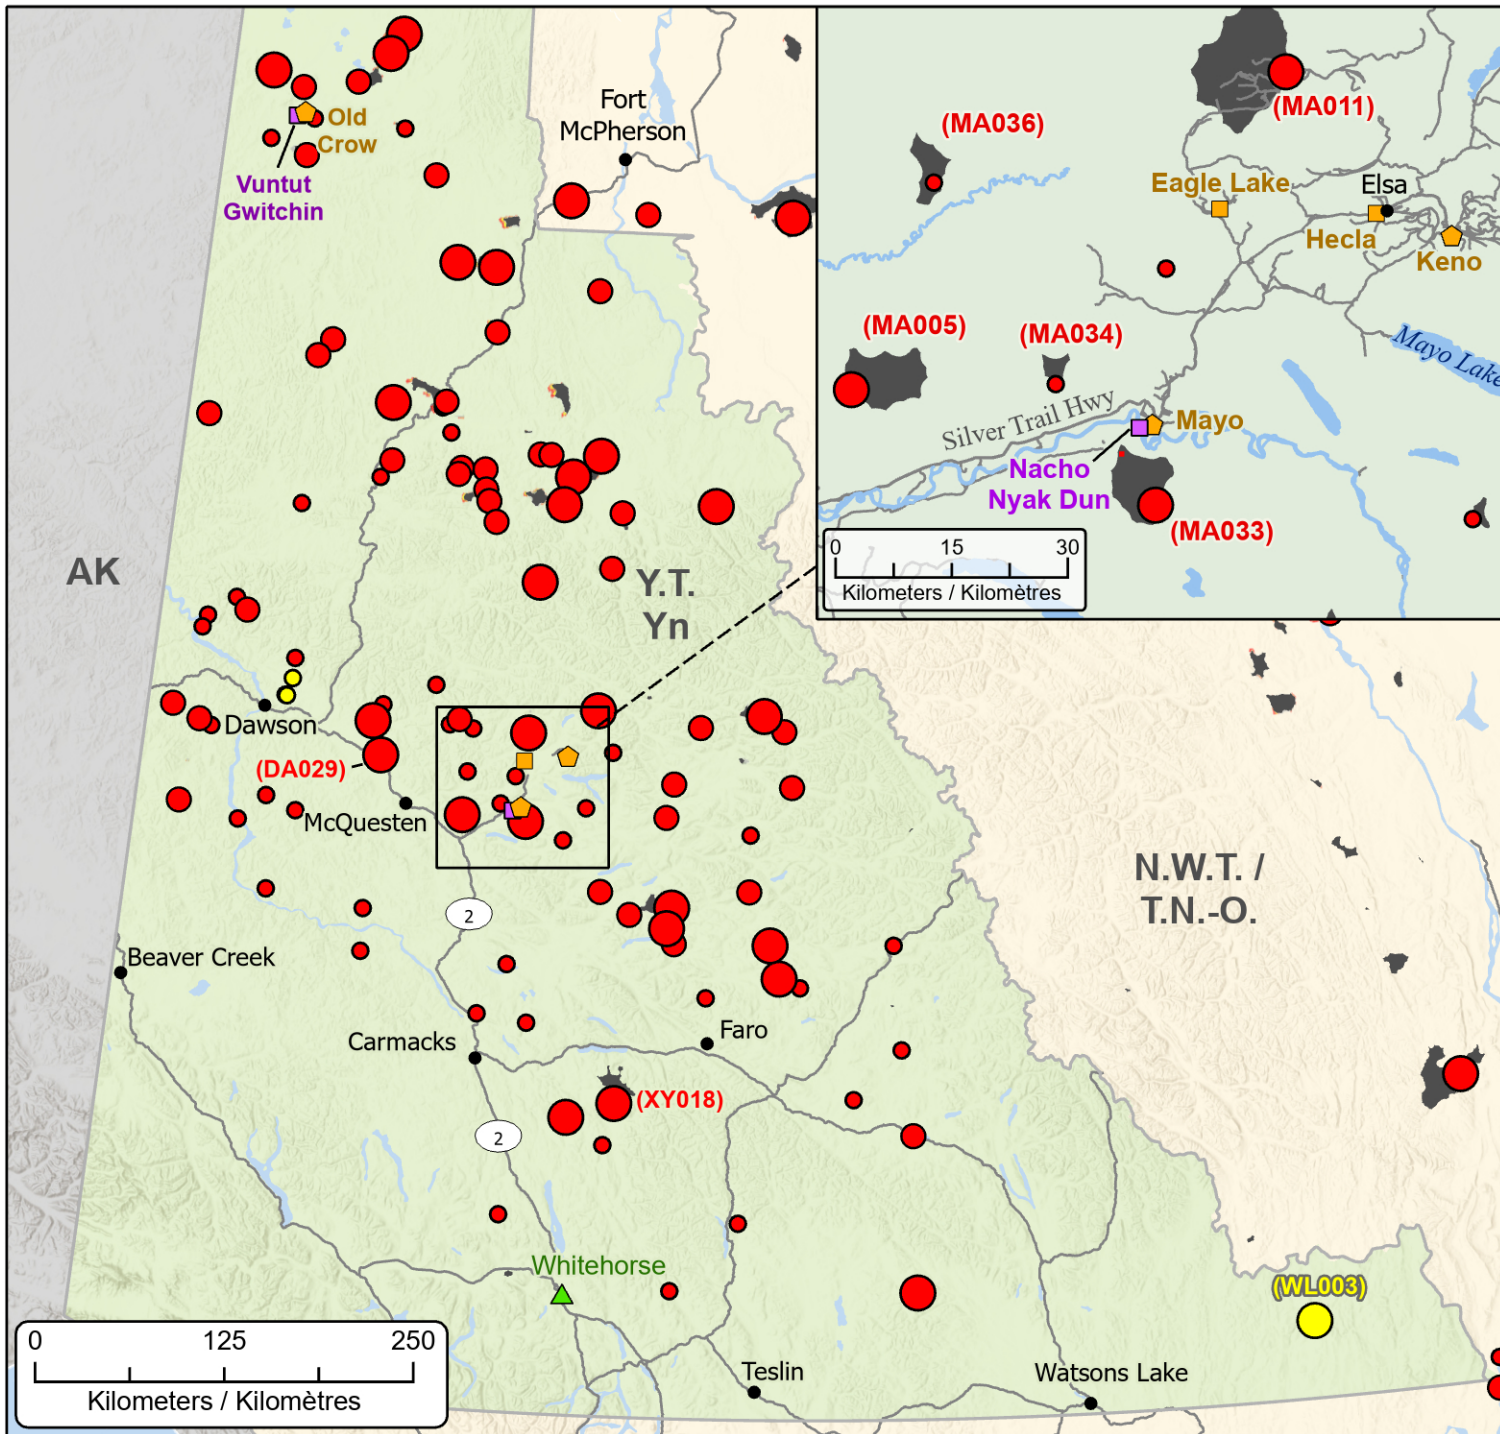 Old
Crow
Vuntut
Gwitchin
Fort
McPherson
(MA011)
(MA036)
Eagle Lake
Elsa
Hecla
Keno
(MA005)
(MA034)
Mayo Lake
Silver Trail Hwy
Mayo
Nacho
Nyak Dun
(MA033)
0 15 30
Kilometers / Kilomètres
AK
Y.T.
Yn
Dawson
(DA029)
McQuesten
N.W.T. /
T.N.-O.
2
Beaver Creek
Carmacks
Faro
(XY018)
2
Whitehorse
(WL003)
0 125 250
Kilometers / Kilomètres
Teslin
Watsons Lake